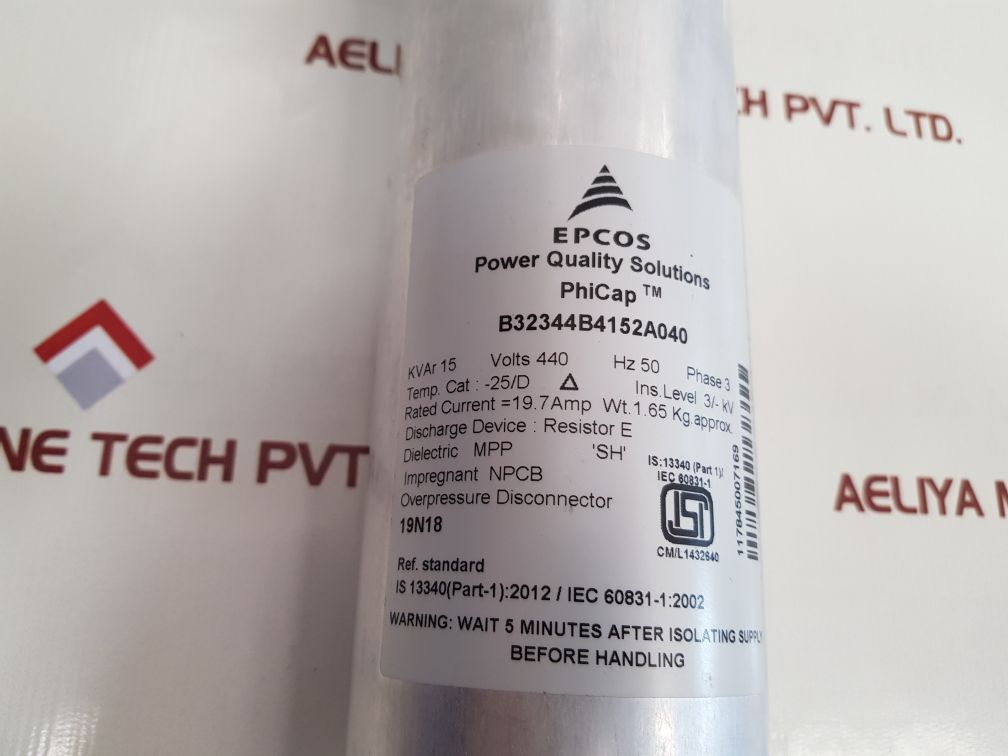 AELI
CH PVT. LTD.
EPCOS
Power Quality Solutions
PhiCap ™
B32344B4152A040
KVAr 15 Volts 440 Hz 50 Phase 3
Temp. Cat : -25/D Δ Ins.Level 3/- kV
Rated Current =19.7Amp Wt.1.65 Kg.approx.
Discharge Device : Resistor E
Dielectric MPP 'SH'
Impregnant NPCB
Overpressure Disconnector
19N18
IS:13340 (Part 1)/
IEC 60831-1
ISI
CM/L1432640
117845007169
Ref. standard
IS 13340(Part-1):2012 / IEC 60831-1:2002
WARNING: WAIT 5 MINUTES AFTER ISOLATING SUPPLY
BEFORE HANDLING
NE TECH PVT
AELIYA M